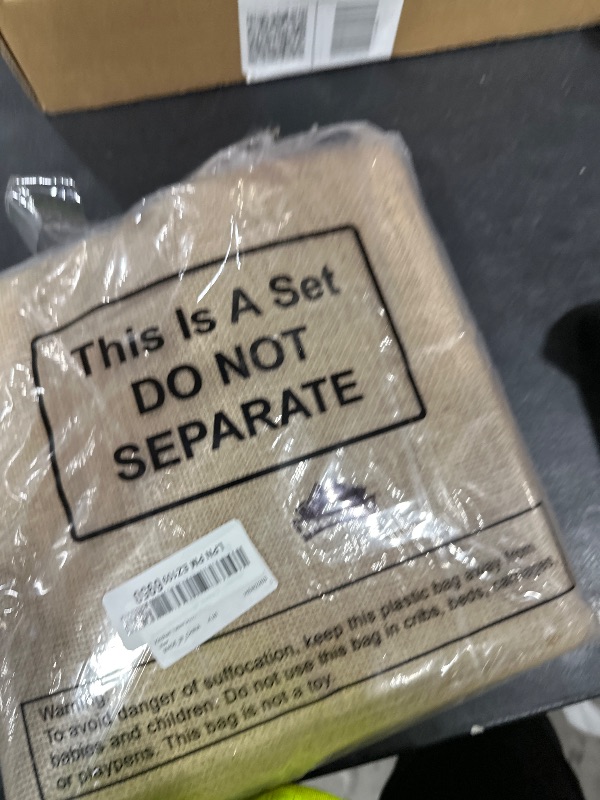 This Is A Set
DO NOT
SEPARATE
Warning:
To avoid danger of suffocation, keep this plastic bag away from
babies and children. Do not use this bag in cribs, beds, carriages
or playpens. This bag is not a toy.